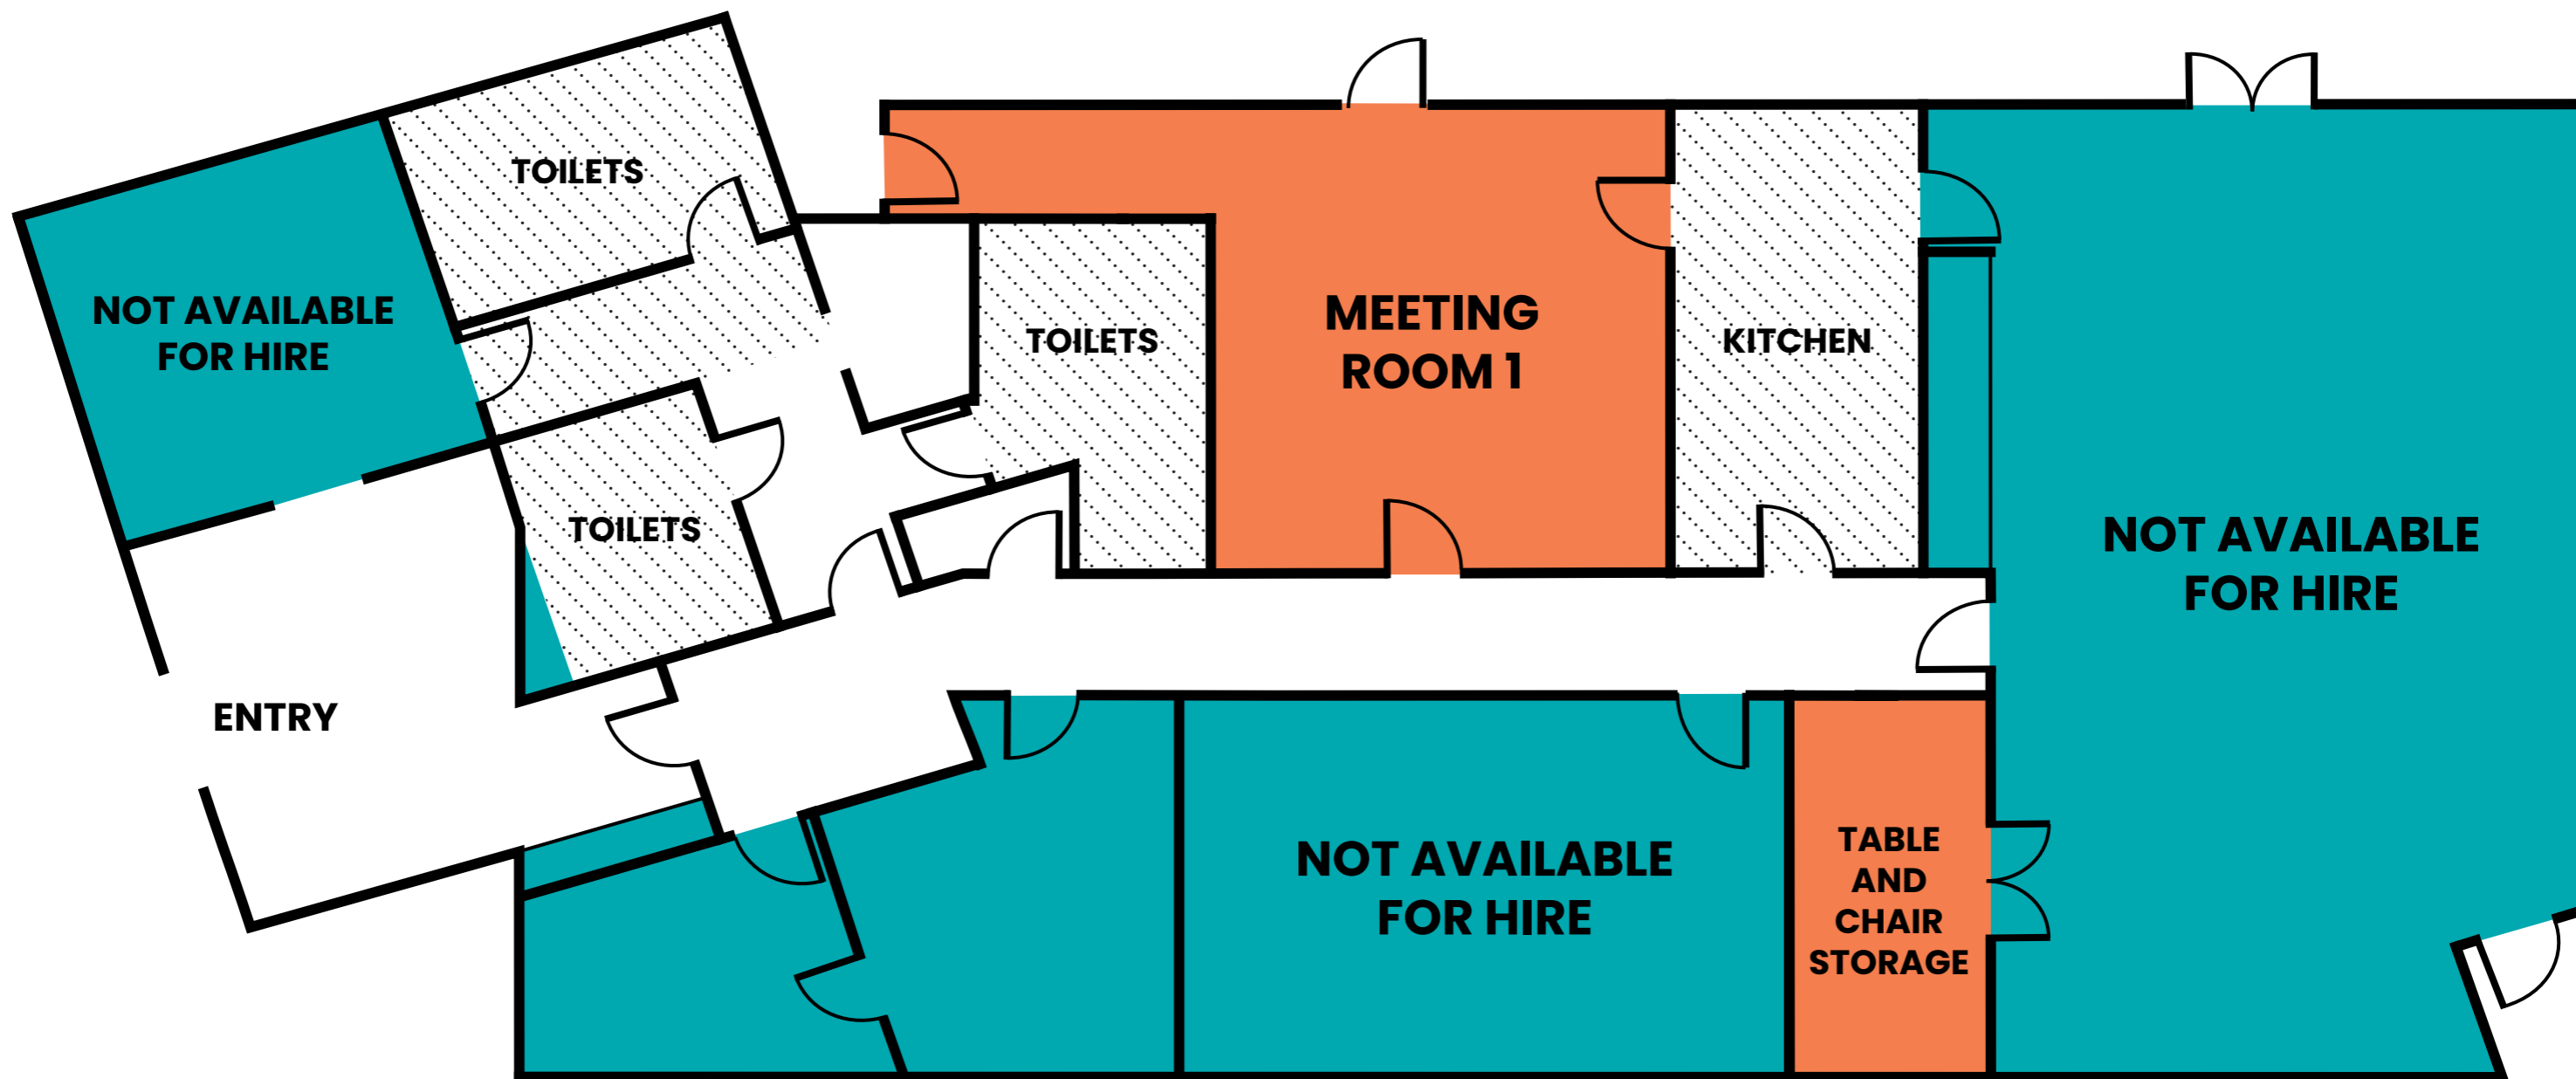 TOILETS
NOT AVAILABLE
FOR HIRE
TOILETS
MEETING
ROOM 1
KITCHEN
TOILETS
NOT AVAILABLE
FOR HIRE
ENTRY
NOT AVAILABLE
FOR HIRE
TABLE
AND
CHAIR
STORAGE